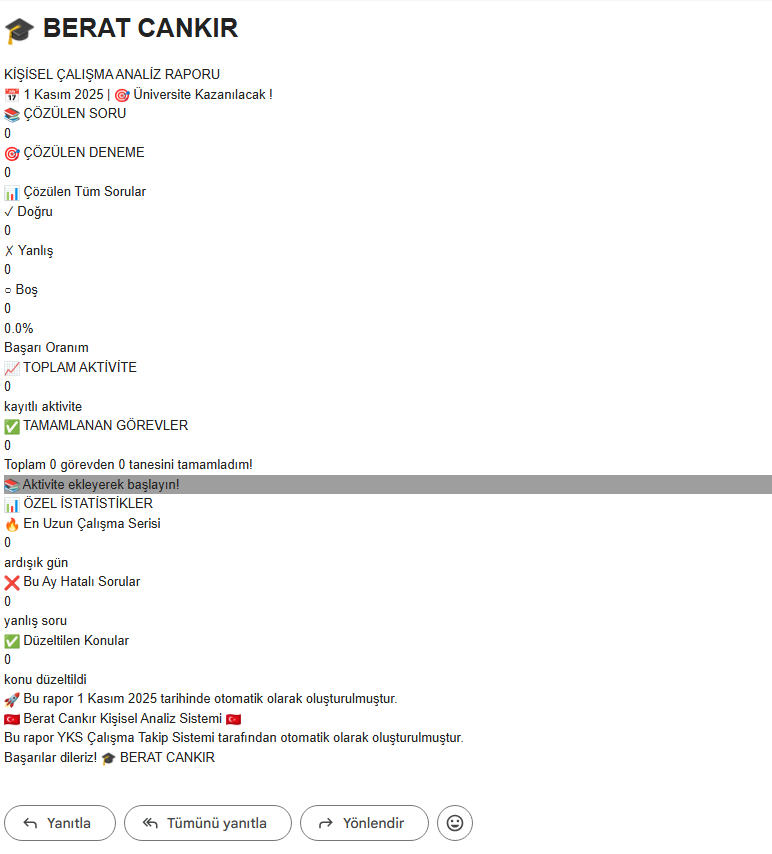 🎓 BERAT CANKIR
KİŞİSEL ÇALIŞMA ANALİZ RAPORU
📅 1 Kasım 2025 | 🎯 Üniversite Kazanılacak !
📚 ÇÖZÜLEN SORU
0
🎯 ÇÖZÜLEN DENEME
0
📊 Çözülen Tüm Sorular
✓ Doğru
0
✗ Yanlış
0
○ Boş
0
0.0%
Başarı Oranım
📈 TOPLAM AKTİVİTE
0
kayıtlı aktivite
✅ TAMAMLANAN GÖREVLER
0
Toplam 0 görevden 0 tanesini tamamladım!
📚 Aktivite ekleyerek başlayın!
📊 ÖZEL İSTATİSTİKLER
🔥 En Uzun Çalışma Serisi
0
ardışık gün
❌ Bu Ay Hatalı Sorular
0
yanlış soru
✅ Düzeltilen Konular
0
konu düzeltildi
🚀 Bu rapor 1 Kasım 2025 tarihinde otomatik olarak oluşturulmuştur.
🇹🇷 Berat Cankır Kişisel Analiz Sistemi 🇹🇷
Bu rapor YKS Çalışma Takip Sistemi tarafından otomatik olarak oluşturulmuştur.
Başarılar dileriz! 🎓 BERAT CANKIR
Yanıtla
Tümünü yanıtla
Yönlendir